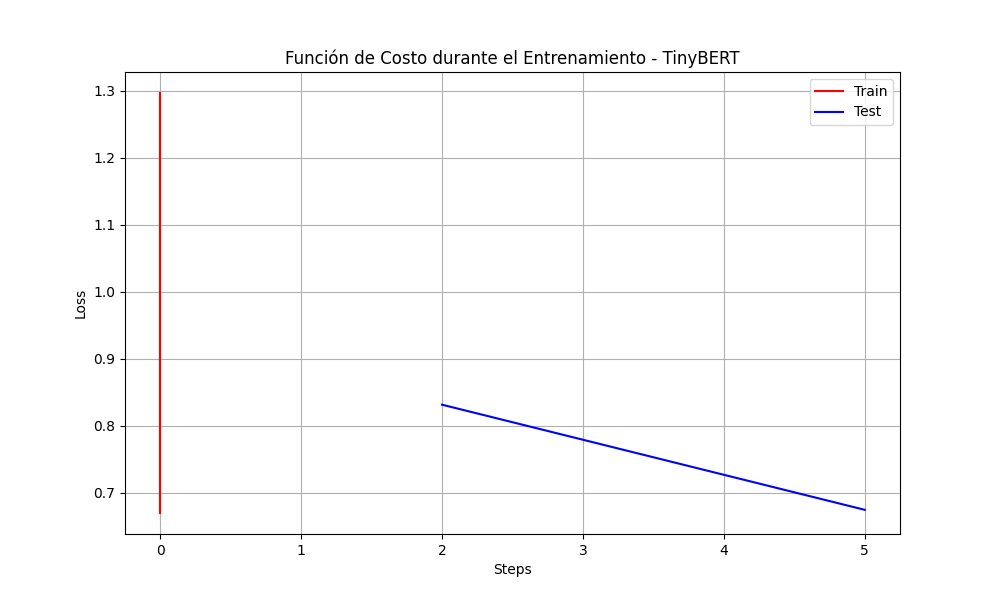 Función de Costo durante el Entrenamiento - TinyBERT
Train
Test
1.3
1.2
1.1
1.0
0.9
0.8
0.7
Loss
0
1
2
3
4
5
Steps